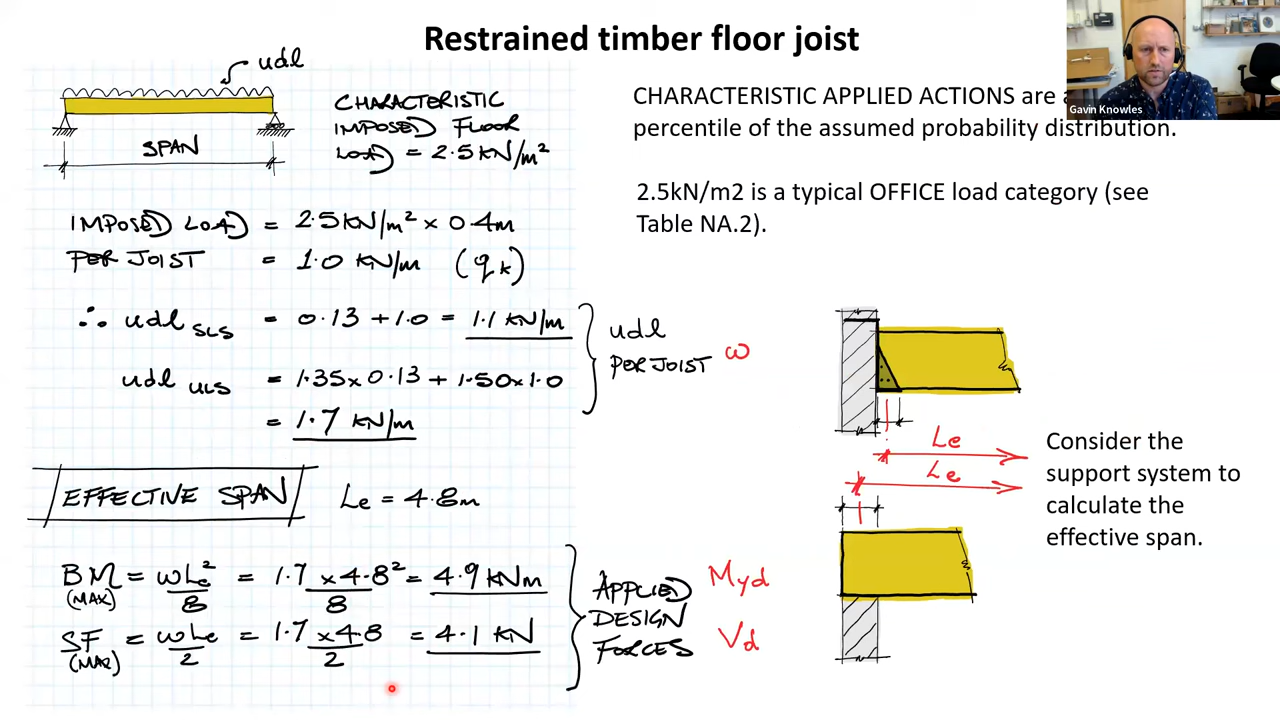 Restrained timber floor joist
udl
SPAN
CHARACTERISTIC
IMPOSED FLOOR
LOAD = 2.5KN/m²
IMPOSED LOAD = 2.5KN/m² × 0.4m
PER JOIST = 1.0 KN/m (qk)
∴ udl SLS = 0.13 + 1.0 = 1.1 KN/m
udl ULS = 1.35 × 0.13 + 1.50 × 1.0
= 1.7 KN/m
udl
PER JOIST ω
EFFECTIVE SPAN Le = 4.8m
BM (MAX) = ωLe²/8 = 1.7 × 4.8²/8 = 4.9 KNm
SF (MAX) = ωLe/2 = 1.7 × 4.8/2 = 4.1 KN
APPLIED
DESIGN
FORCES
Myd
Vd
CHARACTERISTIC APPLIED ACTIONS are a
percentile of the assumed probability distribution.
2.5kN/m2 is a typical OFFICE load category (see
Table NA.2).
Le
Le
Consider the
support system to
calculate the
effective span.
Gavin Knowles